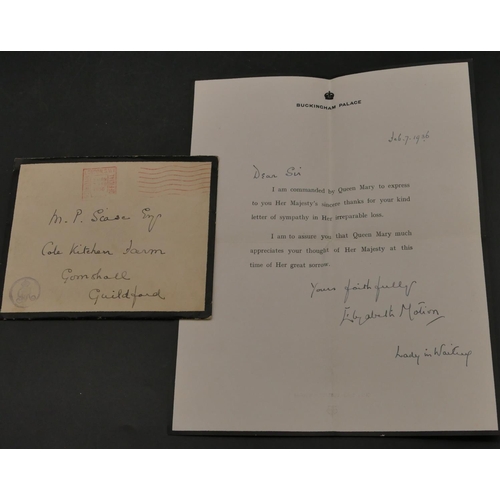 BUCKINGHAM PALACE
Feb. 7. 1936
Dear Sir
I am commanded by Queen Mary to express
to you Her Majesty's sincere thanks for your kind
letter of sympathy in Her irreparable loss.
I am to assure you that Queen Mary much
appreciates your thought of Her Majesty at this
time of Her great sorrow.
Yours faithfully
Elizabeth Motion
Lady in Waiting
M. P. Esq
Cole Kitchen Farm
Gomshall
Guildford